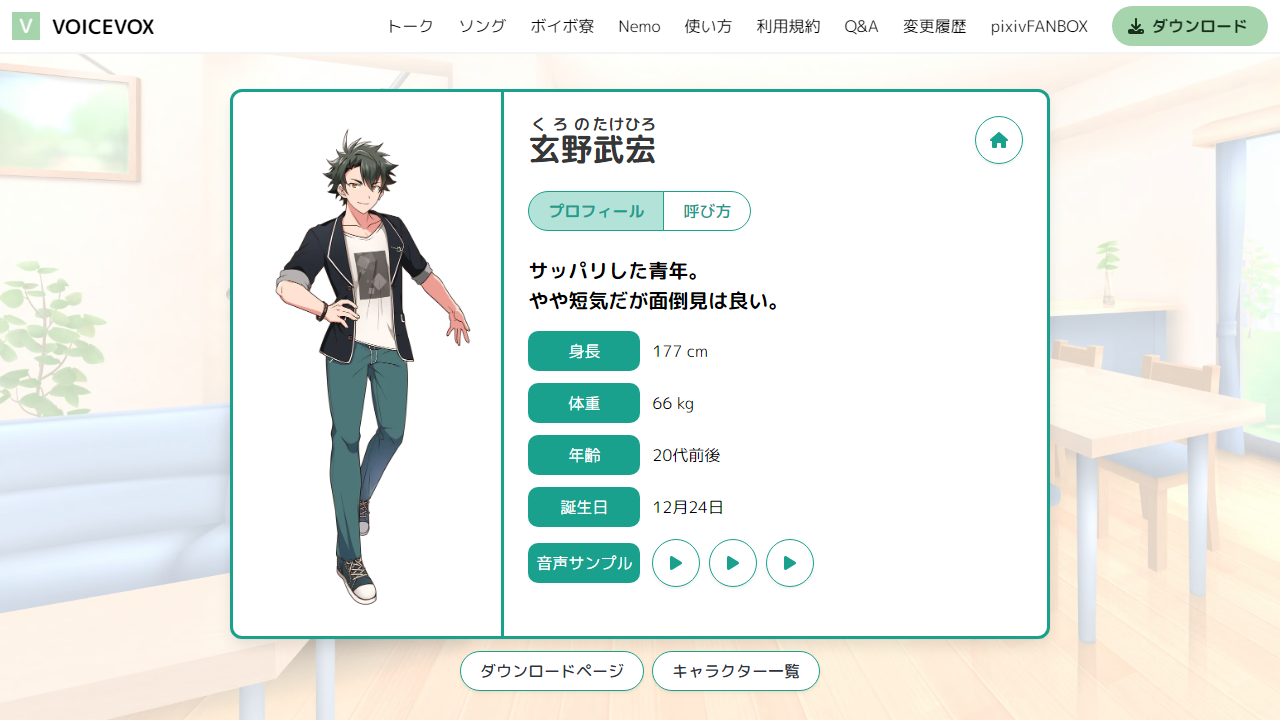 V VOICEVOX
トーク ソング ボイボ寮 Nemo 使い方 利用規約 Q&A 変更履歴 pixivFANBOX ダウンロード
くろのたけひろ
玄野武宏
プロフィール 呼び方
サッパリした青年。
やや短気だが面倒見は良い。
身長 177 cm
体重 66 kg
年齢 20代前後
誕生日 12月24日
音声サンプル
ダウンロードページ キャラクター一覧